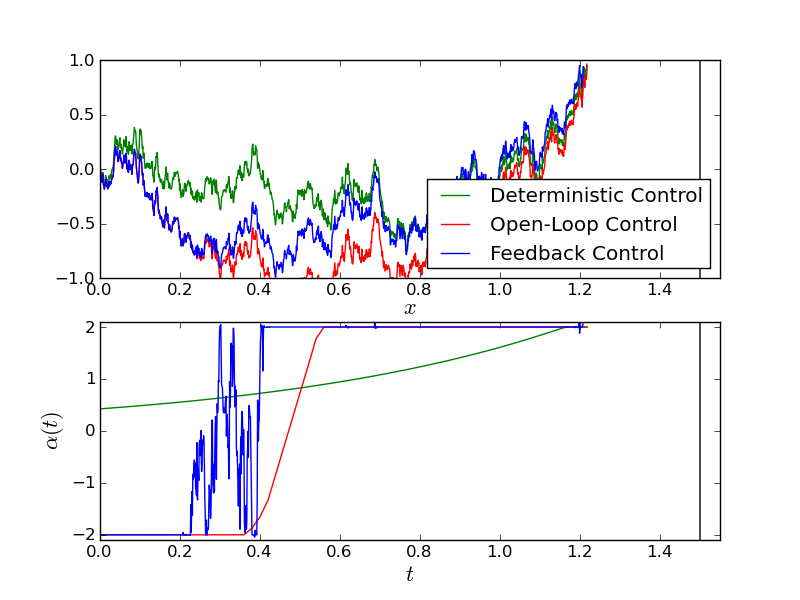 1.0
0.5
0.0
−0.5
−1.0
Deterministic Control
Open-Loop Control
Feedback Control
0.0 0.2 0.4 0.6 0.8 1.0 1.2 1.4
x
2
1
0
−1
−2
α(t)
0.0 0.2 0.4 0.6 0.8 1.0 1.2 1.4
t